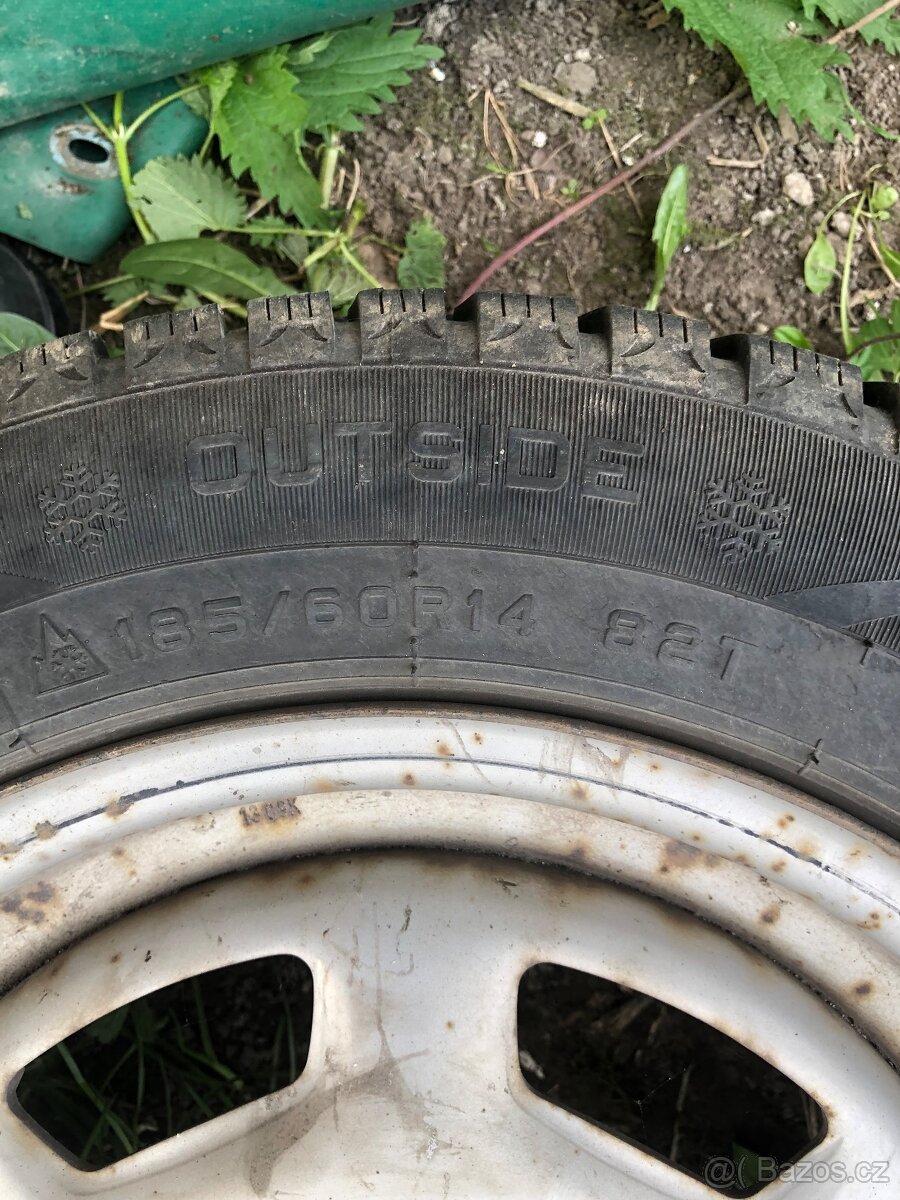 OUTSIDE
185/60R14 82T
@( Bazos.cz